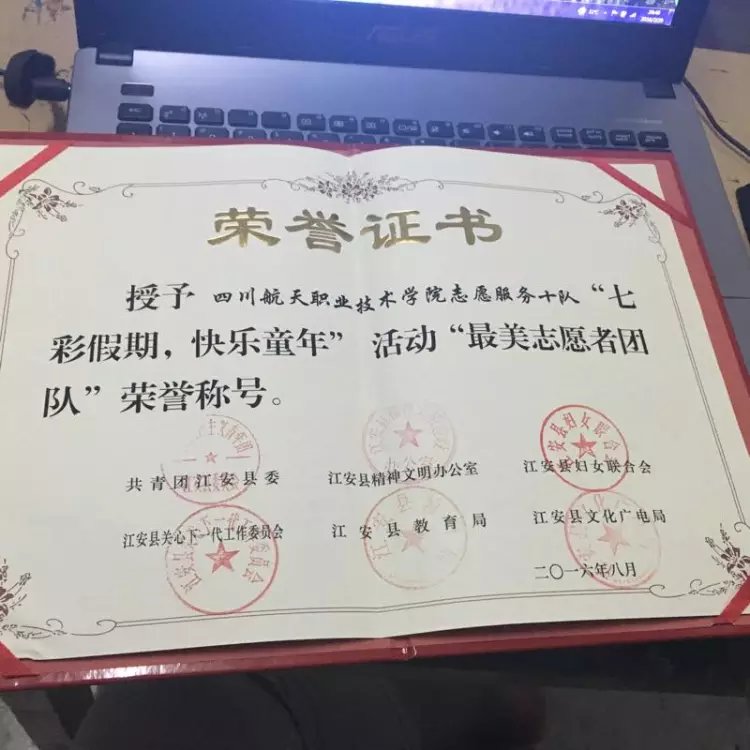 荣誉证书
授予 四川航天职业技术学院志愿服务十队“七
彩假期，快乐童年” 活动“最美志愿者团
队”荣誉称号。
共青团江安县委
江安县精神文明办公室
江安县妇女联合会
江安县关心下一代工作委员会
江安县教育局
江安县文化广电局
二〇一六年八月